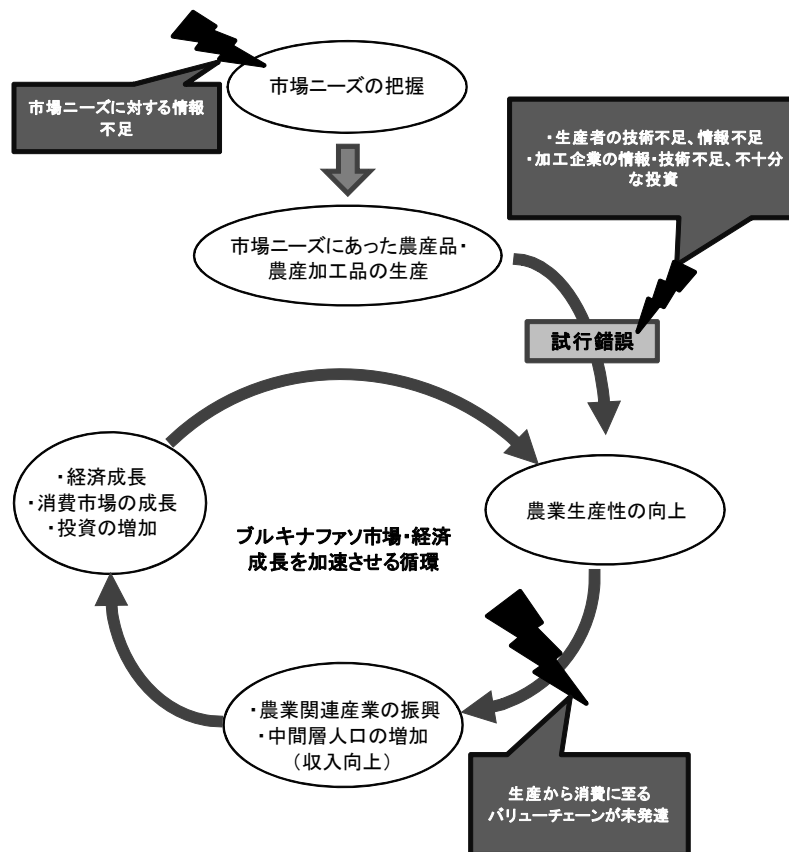 市場ニーズの把握
市場ニーズに対する情報
不足
・生産者の技術不足、情報不足
・加工企業の情報・技術不足、不十分
な投資
市場ニーズにあった農産品・
農産加工品の生産
試行錯誤
・経済成長
・消費市場の成長
・投資の増加
農業生産性の向上
ブルキナファソ市場・経済
成長を加速させる循環
・農業関連産業の振興
・中間層人口の増加
（収入向上）
生産から消費に至る
バリューチェーンが未発達